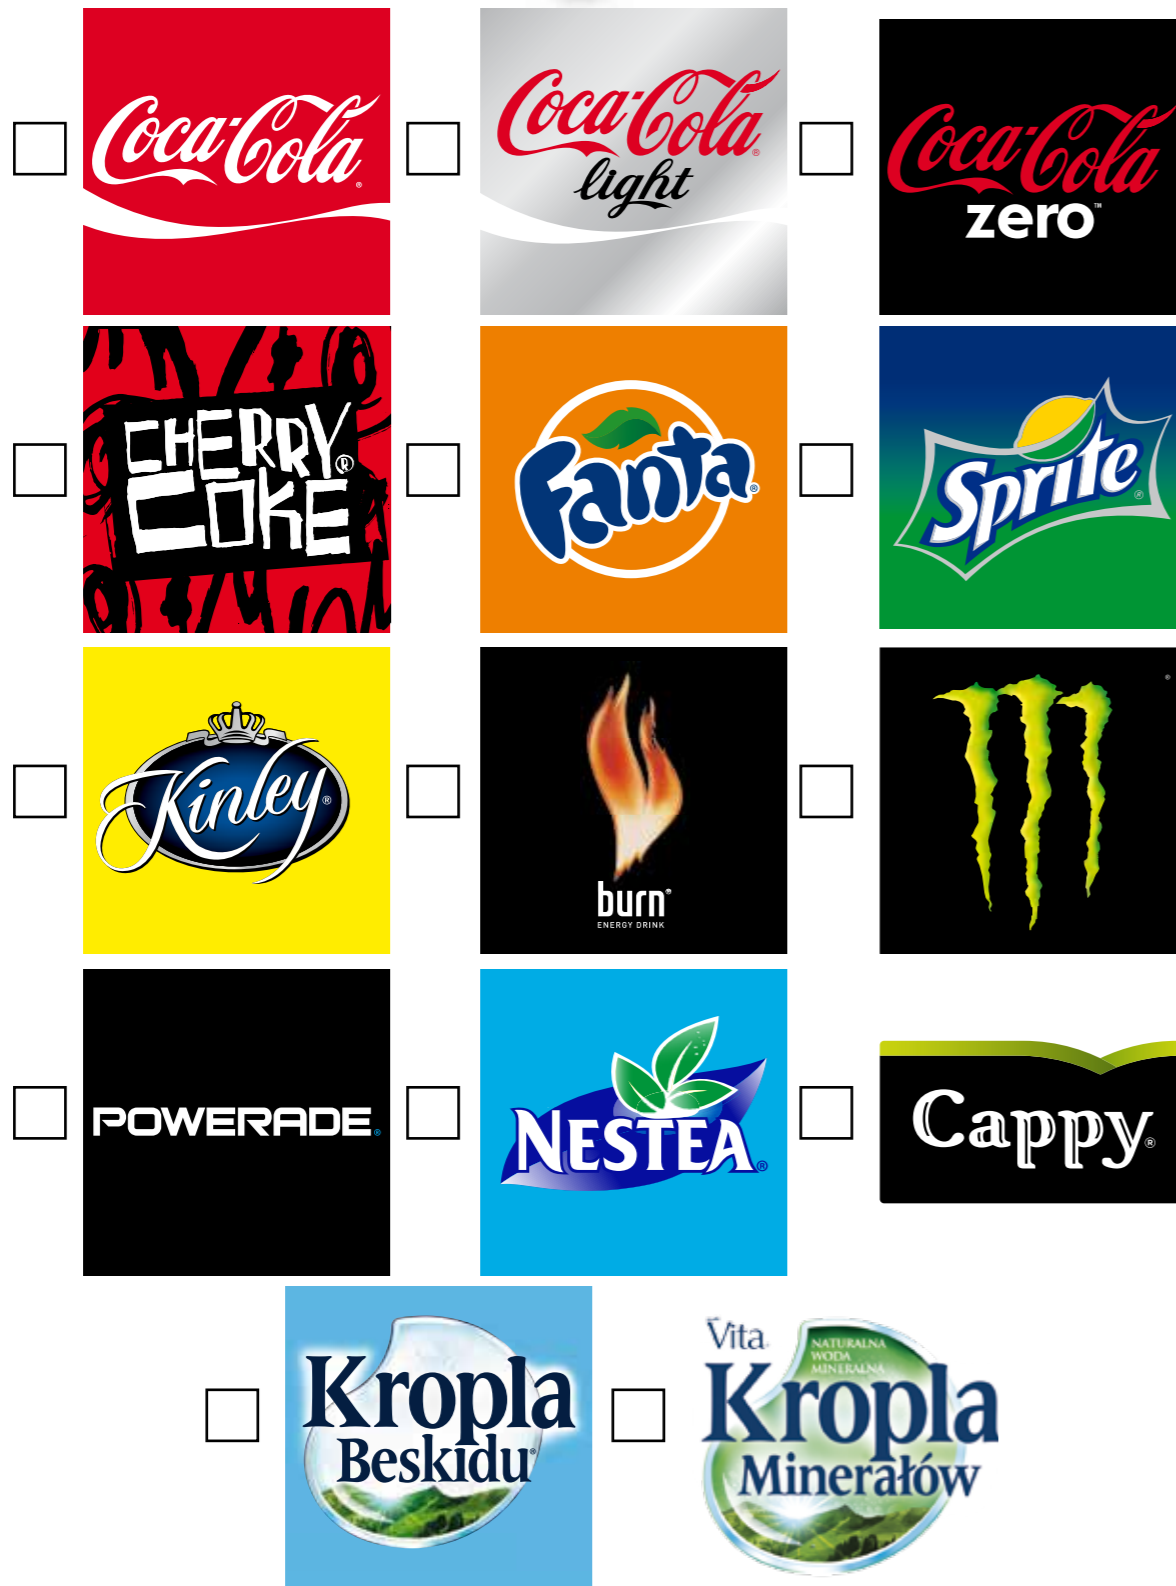 Coca-Cola®
Coca-Cola®
light
Coca-Cola
zero™
CHERRY®
COKE
Fanta®
Sprite®
Kinley®
burn®
ENERGY DRINK
®
POWERADE®
NESTEA®
Cappy®
Kropla
Beskidu®
Vita
NATURALNA
WODA
MINERALNA
Kropla
Minerałów